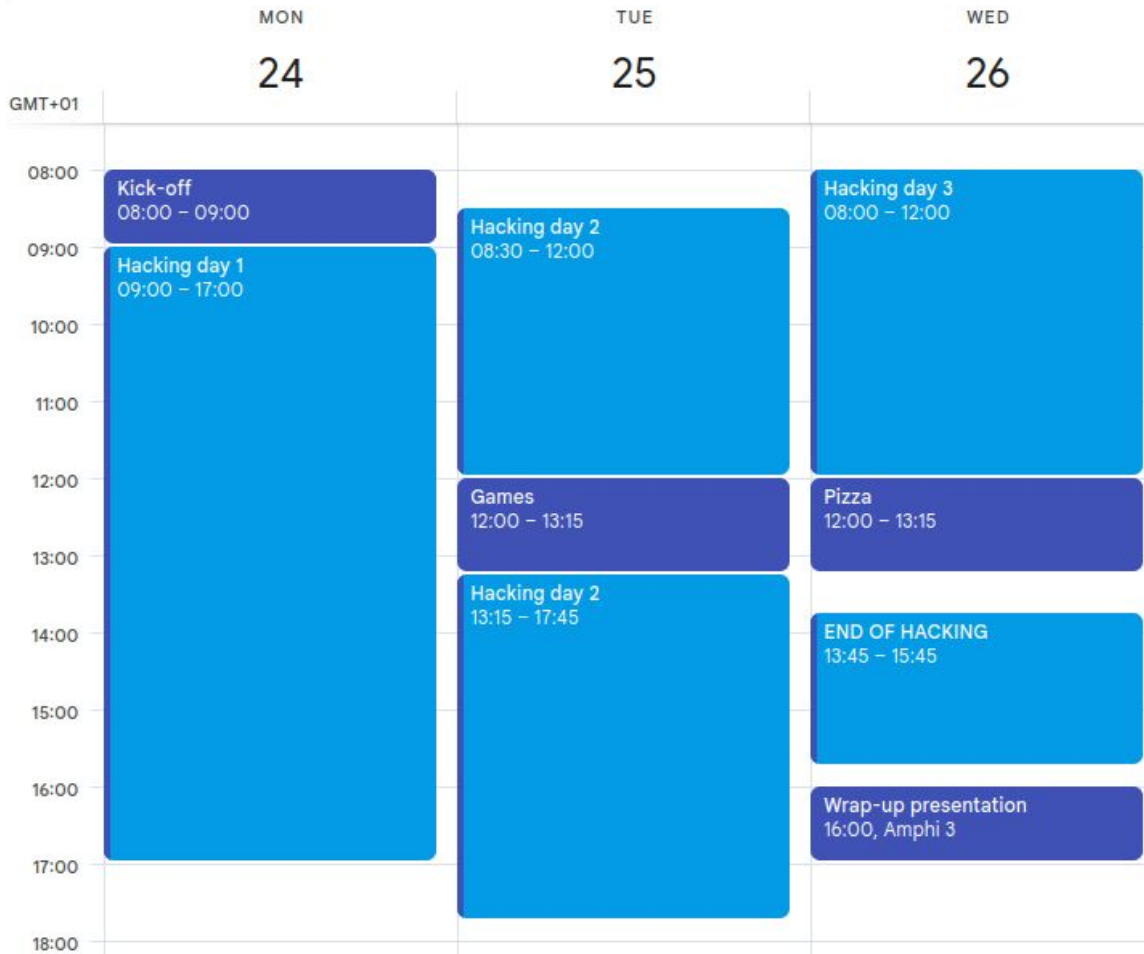 MON
TUE
WED
24
25
26
GMT+01
08:00
09:00
10:00
11:00
12:00
13:00
14:00
15:00
16:00
17:00
18:00
Kick-off
08:00 – 09:00
Hacking day 1
09:00 – 17:00
Hacking day 2
08:30 – 12:00
Games
12:00 – 13:15
Hacking day 2
13:15 – 17:45
Hacking day 3
08:00 – 12:00
Pizza
12:00 – 13:15
END OF HACKING
13:45 – 15:45
Wrap-up presentation
16:00, Amphi 3